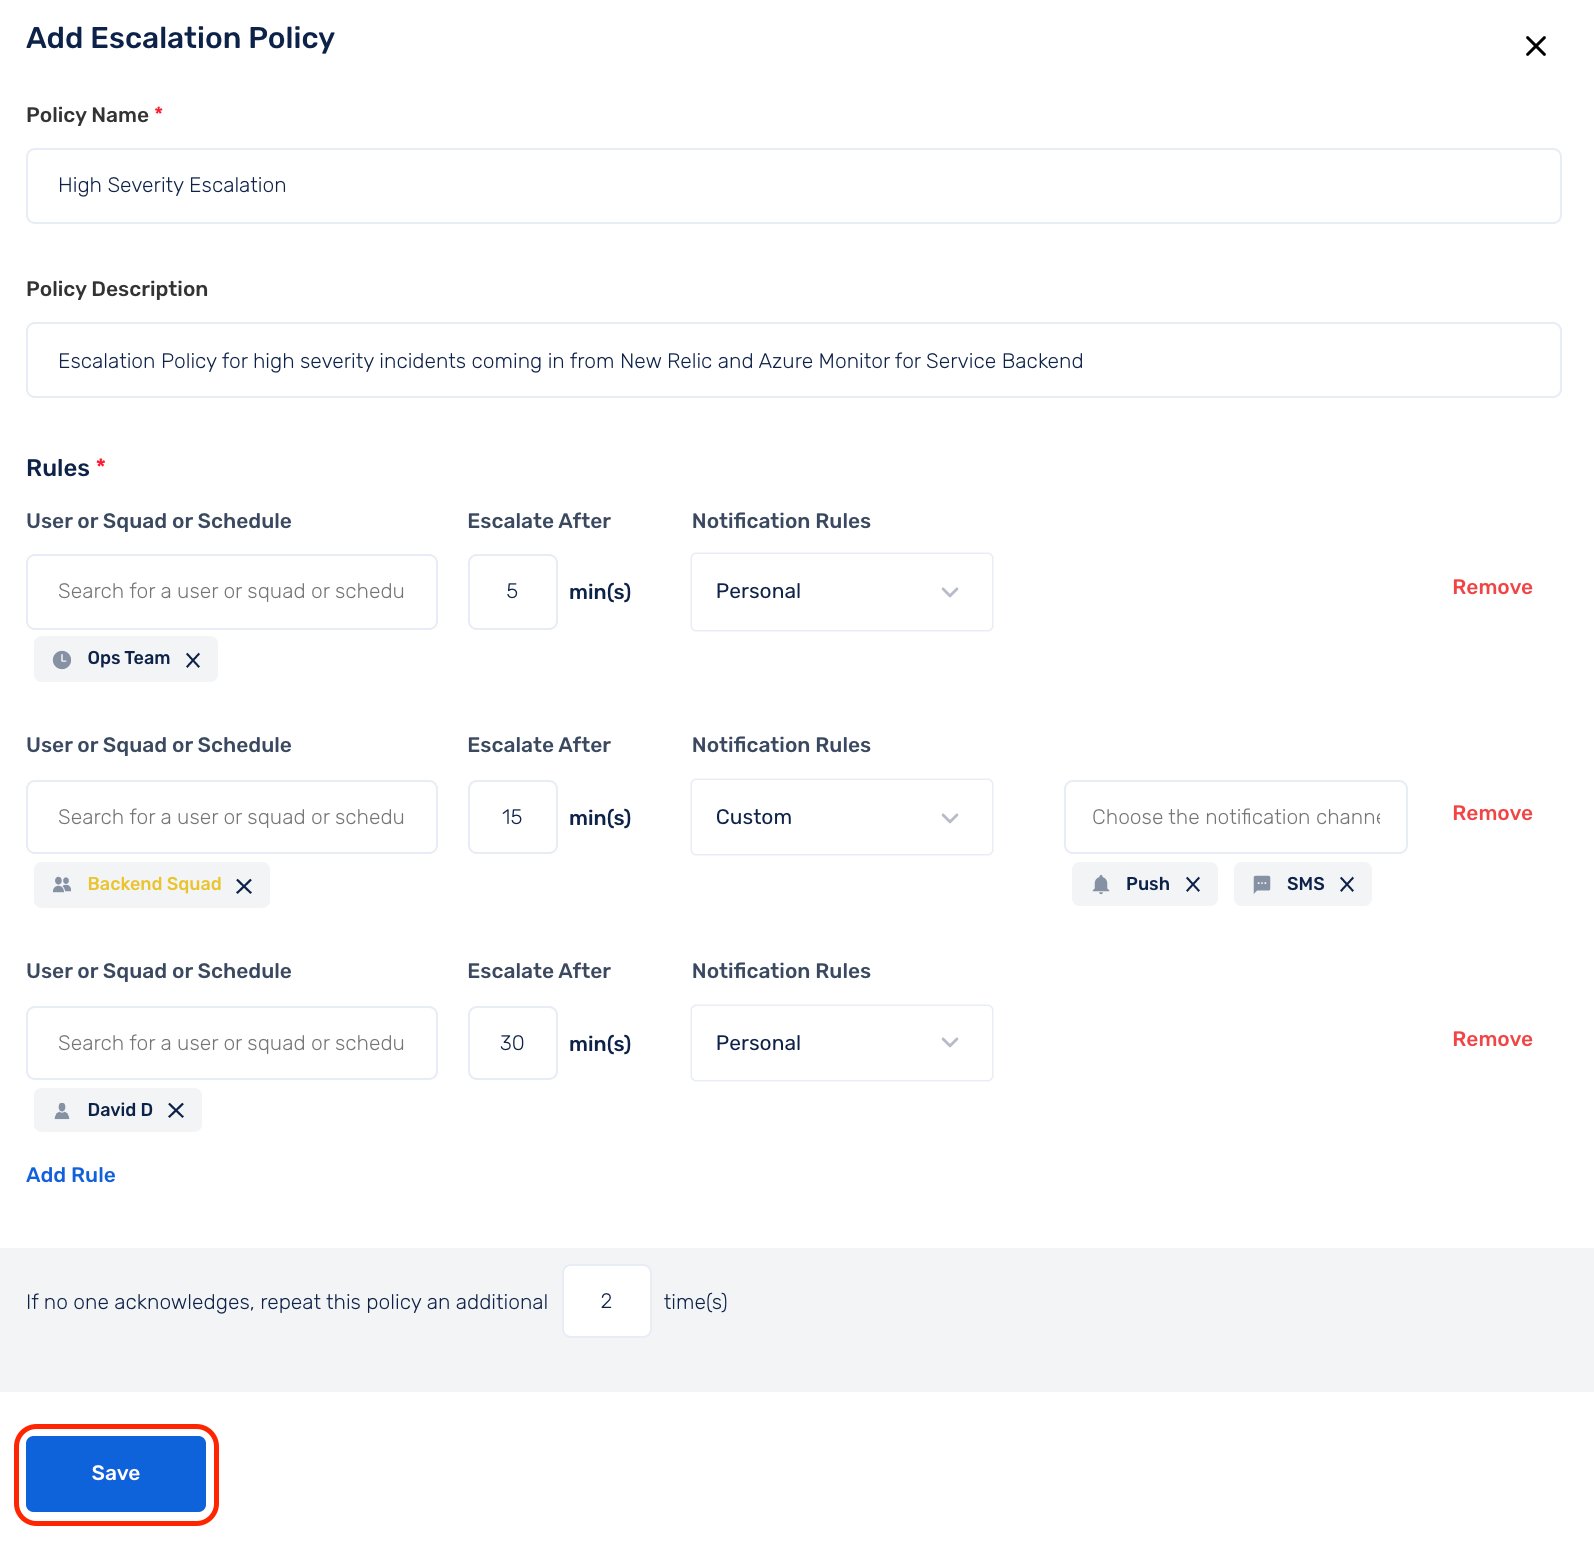 Add Escalation Policy
Policy Name *
High Severity Escalation
Policy Description
Escalation Policy for high severity incidents coming in from New Relic and Azure Monitor for Service Backend
Rules *
User or Squad or Schedule Escalate After Notification Rules
Search for a user or squad or schedu 5 min(s) Personal Remove
Ops Team
User or Squad or Schedule Escalate After Notification Rules
Search for a user or squad or schedu 15 min(s) Custom Choose the notification channe Remove
Backend Squad Push SMS
User or Squad or Schedule Escalate After Notification Rules
Search for a user or squad or schedu 30 min(s) Personal Remove
David D
Add Rule
If no one acknowledges, repeat this policy an additional 2 time(s)
Save